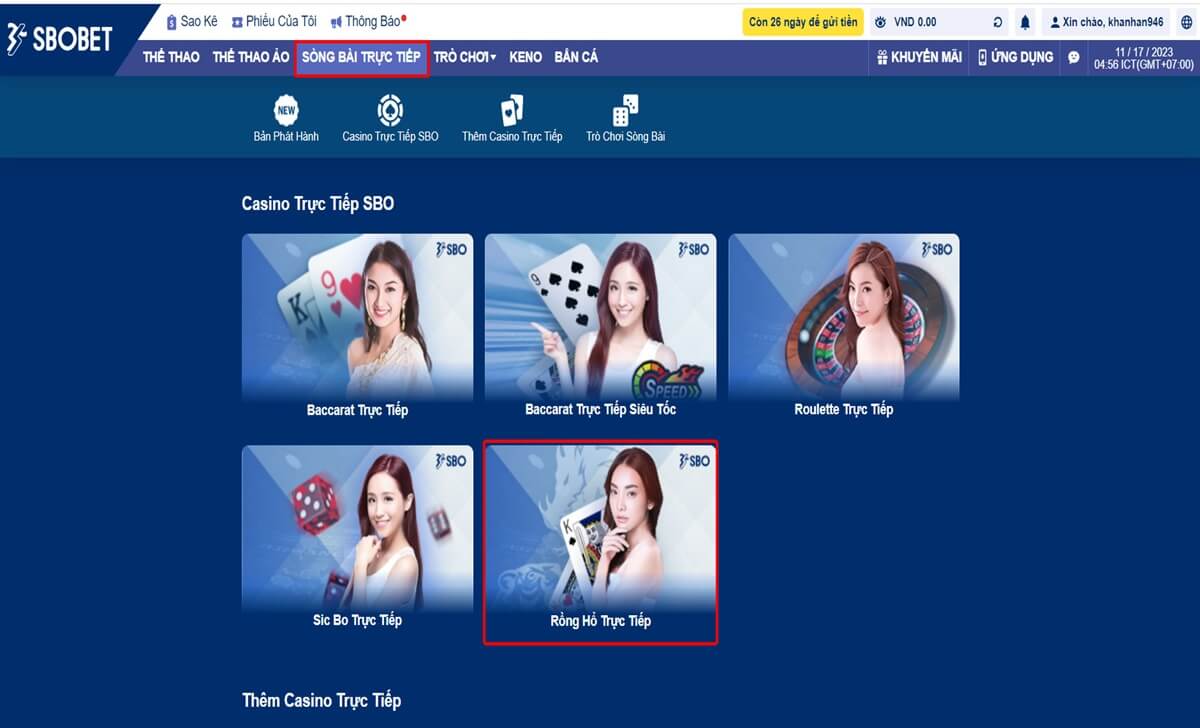 SBOBET
Sao Kê
Phiếu Của Tôi
Thông Báo
Còn 26 ngày để gửi tiền
VND 0.00
Xin chào, khanhan946
THỂ THAO
THỂ THAO ẢO
SÒNG BÀI TRỰC TIẾP
TRÒ CHƠI
KENO
BẮN CÁ
KHUYẾN MÃI
ỨNG DỤNG
11 / 17 / 2023
04:56 ICT(GMT+07:00)
NEW
Bản Phát Hành
Casino Trực Tiếp SBO
Thêm Casino Trực Tiếp
Trò Chơi Sòng Bài
Casino Trực Tiếp SBO
K
9
SBO
Baccarat Trực Tiếp
9
SBO
SPEED
Baccarat Trực Tiếp Siêu Tốc
SBO
Roulette Trực Tiếp
SBO
Sic Bo Trực Tiếp
K
SBO
Rồng Hổ Trực Tiếp
Thêm Casino Trực Tiếp